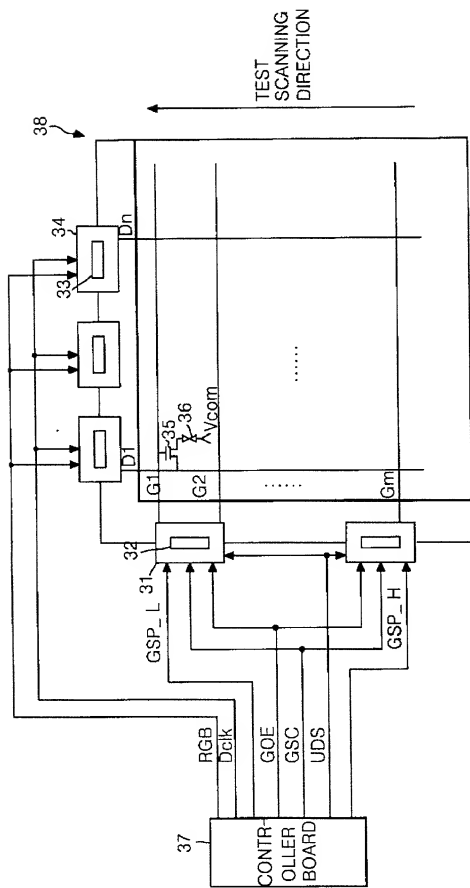 TEST
SCANNING
DIRECTION
38
34
33
Dn
D1
35
36
Vcom
G1
G2
......
......
Gm
32
31
GSP_L
GSP_H
RGB
Dclk
GOE
GSC
UDS
37
CONTR-
OLLER
BOARD